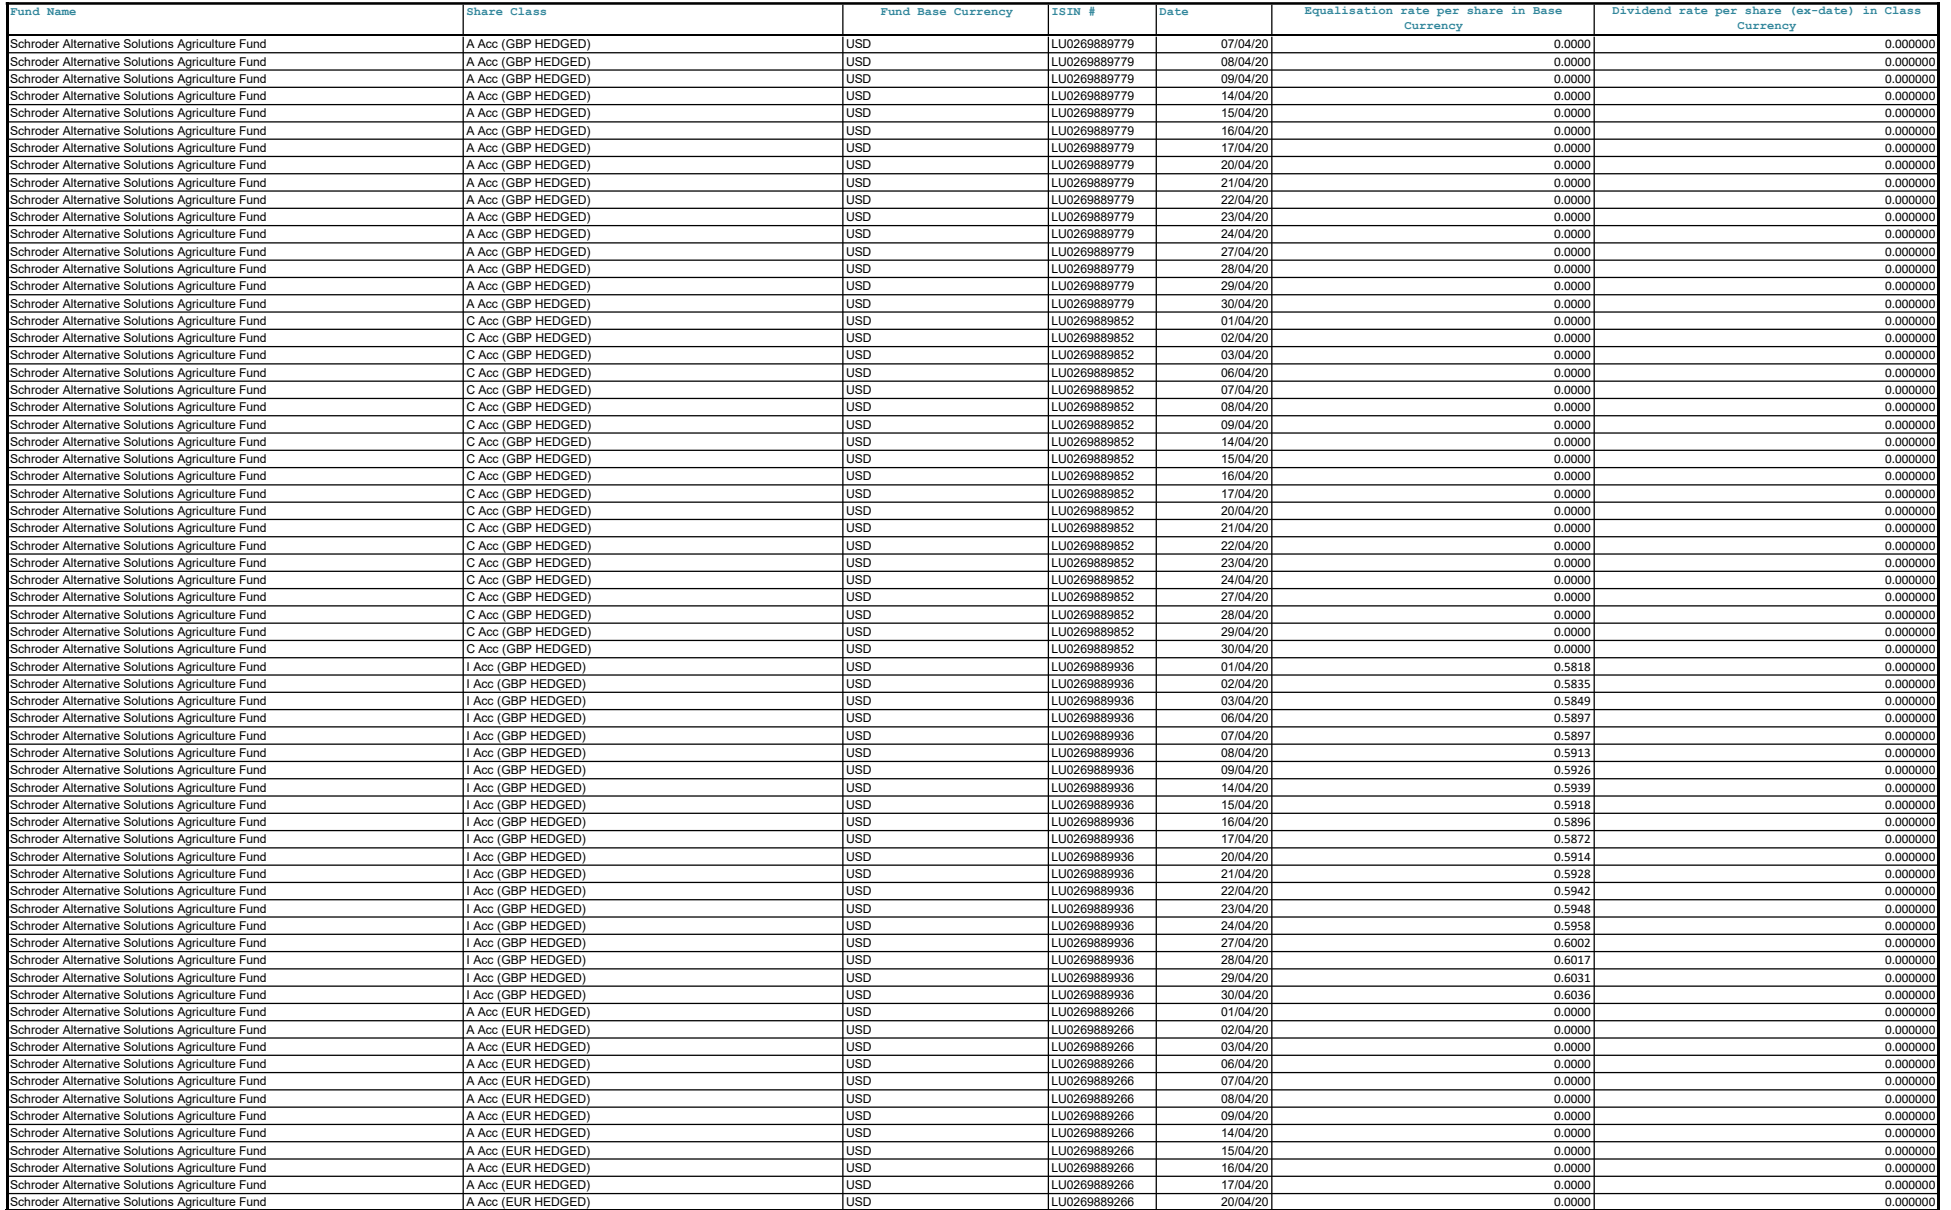 Fund Name Share Class Fund Base Currency ISIN # Date Equalisation rate per share in Base Currency Dividend rate per share (ex-date) in Class Currency
Schroder Alternative Solutions Agriculture Fund A Acc (GBP HEDGED) USD LU0269889779 07/04/20 0.0000 0.000000
Schroder Alternative Solutions Agriculture Fund A Acc (GBP HEDGED) USD LU0269889779 08/04/20 0.0000 0.000000
Schroder Alternative Solutions Agriculture Fund A Acc (GBP HEDGED) USD LU0269889779 09/04/20 0.0000 0.000000
Schroder Alternative Solutions Agriculture Fund A Acc (GBP HEDGED) USD LU0269889779 14/04/20 0.0000 0.000000
Schroder Alternative Solutions Agriculture Fund A Acc (GBP HEDGED) USD LU0269889779 15/04/20 0.0000 0.000000
Schroder Alternative Solutions Agriculture Fund A Acc (GBP HEDGED) USD LU0269889779 16/04/20 0.0000 0.000000
Schroder Alternative Solutions Agriculture Fund A Acc (GBP HEDGED) USD LU0269889779 17/04/20 0.0000 0.000000
Schroder Alternative Solutions Agriculture Fund A Acc (GBP HEDGED) USD LU0269889779 20/04/20 0.0000 0.000000
Schroder Alternative Solutions Agriculture Fund A Acc (GBP HEDGED) USD LU0269889779 21/04/20 0.0000 0.000000
Schroder Alternative Solutions Agriculture Fund A Acc (GBP HEDGED) USD LU0269889779 22/04/20 0.0000 0.000000
Schroder Alternative Solutions Agriculture Fund A Acc (GBP HEDGED) USD LU0269889779 23/04/20 0.0000 0.000000
Schroder Alternative Solutions Agriculture Fund A Acc (GBP HEDGED) USD LU0269889779 24/04/20 0.0000 0.000000
Schroder Alternative Solutions Agriculture Fund A Acc (GBP HEDGED) USD LU0269889779 27/04/20 0.0000 0.000000
Schroder Alternative Solutions Agriculture Fund A Acc (GBP HEDGED) USD LU0269889779 28/04/20 0.0000 0.000000
Schroder Alternative Solutions Agriculture Fund A Acc (GBP HEDGED) USD LU0269889779 29/04/20 0.0000 0.000000
Schroder Alternative Solutions Agriculture Fund A Acc (GBP HEDGED) USD LU0269889779 30/04/20 0.0000 0.000000
Schroder Alternative Solutions Agriculture Fund C Acc (GBP HEDGED) USD LU0269889852 01/04/20 0.0000 0.000000
Schroder Alternative Solutions Agriculture Fund C Acc (GBP HEDGED) USD LU0269889852 02/04/20 0.0000 0.000000
Schroder Alternative Solutions Agriculture Fund C Acc (GBP HEDGED) USD LU0269889852 03/04/20 0.0000 0.000000
Schroder Alternative Solutions Agriculture Fund C Acc (GBP HEDGED) USD LU0269889852 06/04/20 0.0000 0.000000
Schroder Alternative Solutions Agriculture Fund C Acc (GBP HEDGED) USD LU0269889852 07/04/20 0.0000 0.000000
Schroder Alternative Solutions Agriculture Fund C Acc (GBP HEDGED) USD LU0269889852 08/04/20 0.0000 0.000000
Schroder Alternative Solutions Agriculture Fund C Acc (GBP HEDGED) USD LU0269889852 09/04/20 0.0000 0.000000
Schroder Alternative Solutions Agriculture Fund C Acc (GBP HEDGED) USD LU0269889852 14/04/20 0.0000 0.000000
Schroder Alternative Solutions Agriculture Fund C Acc (GBP HEDGED) USD LU0269889852 15/04/20 0.0000 0.000000
Schroder Alternative Solutions Agriculture Fund C Acc (GBP HEDGED) USD LU0269889852 16/04/20 0.0000 0.000000
Schroder Alternative Solutions Agriculture Fund C Acc (GBP HEDGED) USD LU0269889852 17/04/20 0.0000 0.000000
Schroder Alternative Solutions Agriculture Fund C Acc (GBP HEDGED) USD LU0269889852 20/04/20 0.0000 0.000000
Schroder Alternative Solutions Agriculture Fund C Acc (GBP HEDGED) USD LU0269889852 21/04/20 0.0000 0.000000
Schroder Alternative Solutions Agriculture Fund C Acc (GBP HEDGED) USD LU0269889852 22/04/20 0.0000 0.000000
Schroder Alternative Solutions Agriculture Fund C Acc (GBP HEDGED) USD LU0269889852 23/04/20 0.0000 0.000000
Schroder Alternative Solutions Agriculture Fund C Acc (GBP HEDGED) USD LU0269889852 24/04/20 0.0000 0.000000
Schroder Alternative Solutions Agriculture Fund C Acc (GBP HEDGED) USD LU0269889852 27/04/20 0.0000 0.000000
Schroder Alternative Solutions Agriculture Fund C Acc (GBP HEDGED) USD LU0269889852 28/04/20 0.0000 0.000000
Schroder Alternative Solutions Agriculture Fund C Acc (GBP HEDGED) USD LU0269889852 29/04/20 0.0000 0.000000
Schroder Alternative Solutions Agriculture Fund C Acc (GBP HEDGED) USD LU0269889852 30/04/20 0.0000 0.000000
Schroder Alternative Solutions Agriculture Fund I Acc (GBP HEDGED) USD LU0269889936 01/04/20 0.5818 0.000000
Schroder Alternative Solutions Agriculture Fund I Acc (GBP HEDGED) USD LU0269889936 02/04/20 0.5835 0.000000
Schroder Alternative Solutions Agriculture Fund I Acc (GBP HEDGED) USD LU0269889936 03/04/20 0.5849 0.000000
Schroder Alternative Solutions Agriculture Fund I Acc (GBP HEDGED) USD LU0269889936 06/04/20 0.5897 0.000000
Schroder Alternative Solutions Agriculture Fund I Acc (GBP HEDGED) USD LU0269889936 07/04/20 0.5897 0.000000
Schroder Alternative Solutions Agriculture Fund I Acc (GBP HEDGED) USD LU0269889936 08/04/20 0.5913 0.000000
Schroder Alternative Solutions Agriculture Fund I Acc (GBP HEDGED) USD LU0269889936 09/04/20 0.5926 0.000000
Schroder Alternative Solutions Agriculture Fund I Acc (GBP HEDGED) USD LU0269889936 14/04/20 0.5939 0.000000
Schroder Alternative Solutions Agriculture Fund I Acc (GBP HEDGED) USD LU0269889936 15/04/20 0.5918 0.000000
Schroder Alternative Solutions Agriculture Fund I Acc (GBP HEDGED) USD LU0269889936 16/04/20 0.5896 0.000000
Schroder Alternative Solutions Agriculture Fund I Acc (GBP HEDGED) USD LU0269889936 17/04/20 0.5872 0.000000
Schroder Alternative Solutions Agriculture Fund I Acc (GBP HEDGED) USD LU0269889936 20/04/20 0.5914 0.000000
Schroder Alternative Solutions Agriculture Fund I Acc (GBP HEDGED) USD LU0269889936 21/04/20 0.5928 0.000000
Schroder Alternative Solutions Agriculture Fund I Acc (GBP HEDGED) USD LU0269889936 22/04/20 0.5942 0.000000
Schroder Alternative Solutions Agriculture Fund I Acc (GBP HEDGED) USD LU0269889936 23/04/20 0.5948 0.000000
Schroder Alternative Solutions Agriculture Fund I Acc (GBP HEDGED) USD LU0269889936 24/04/20 0.5958 0.000000
Schroder Alternative Solutions Agriculture Fund I Acc (GBP HEDGED) USD LU0269889936 27/04/20 0.6002 0.000000
Schroder Alternative Solutions Agriculture Fund I Acc (GBP HEDGED) USD LU0269889936 28/04/20 0.6017 0.000000
Schroder Alternative Solutions Agriculture Fund I Acc (GBP HEDGED) USD LU0269889936 29/04/20 0.6031 0.000000
Schroder Alternative Solutions Agriculture Fund I Acc (GBP HEDGED) USD LU0269889936 30/04/20 0.6036 0.000000
Schroder Alternative Solutions Agriculture Fund A Acc (EUR HEDGED) USD LU0269889266 01/04/20 0.0000 0.000000
Schroder Alternative Solutions Agriculture Fund A Acc (EUR HEDGED) USD LU0269889266 02/04/20 0.0000 0.000000
Schroder Alternative Solutions Agriculture Fund A Acc (EUR HEDGED) USD LU0269889266 03/04/20 0.0000 0.000000
Schroder Alternative Solutions Agriculture Fund A Acc (EUR HEDGED) USD LU0269889266 06/04/20 0.0000 0.000000
Schroder Alternative Solutions Agriculture Fund A Acc (EUR HEDGED) USD LU0269889266 07/04/20 0.0000 0.000000
Schroder Alternative Solutions Agriculture Fund A Acc (EUR HEDGED) USD LU0269889266 08/04/20 0.0000 0.000000
Schroder Alternative Solutions Agriculture Fund A Acc (EUR HEDGED) USD LU0269889266 09/04/20 0.0000 0.000000
Schroder Alternative Solutions Agriculture Fund A Acc (EUR HEDGED) USD LU0269889266 14/04/20 0.0000 0.000000
Schroder Alternative Solutions Agriculture Fund A Acc (EUR HEDGED) USD LU0269889266 15/04/20 0.0000 0.000000
Schroder Alternative Solutions Agriculture Fund A Acc (EUR HEDGED) USD LU0269889266 16/04/20 0.0000 0.000000
Schroder Alternative Solutions Agriculture Fund A Acc (EUR HEDGED) USD LU0269889266 17/04/20 0.0000 0.000000
Schroder Alternative Solutions Agriculture Fund A Acc (EUR HEDGED) USD LU0269889266 20/04/20 0.0000 0.000000